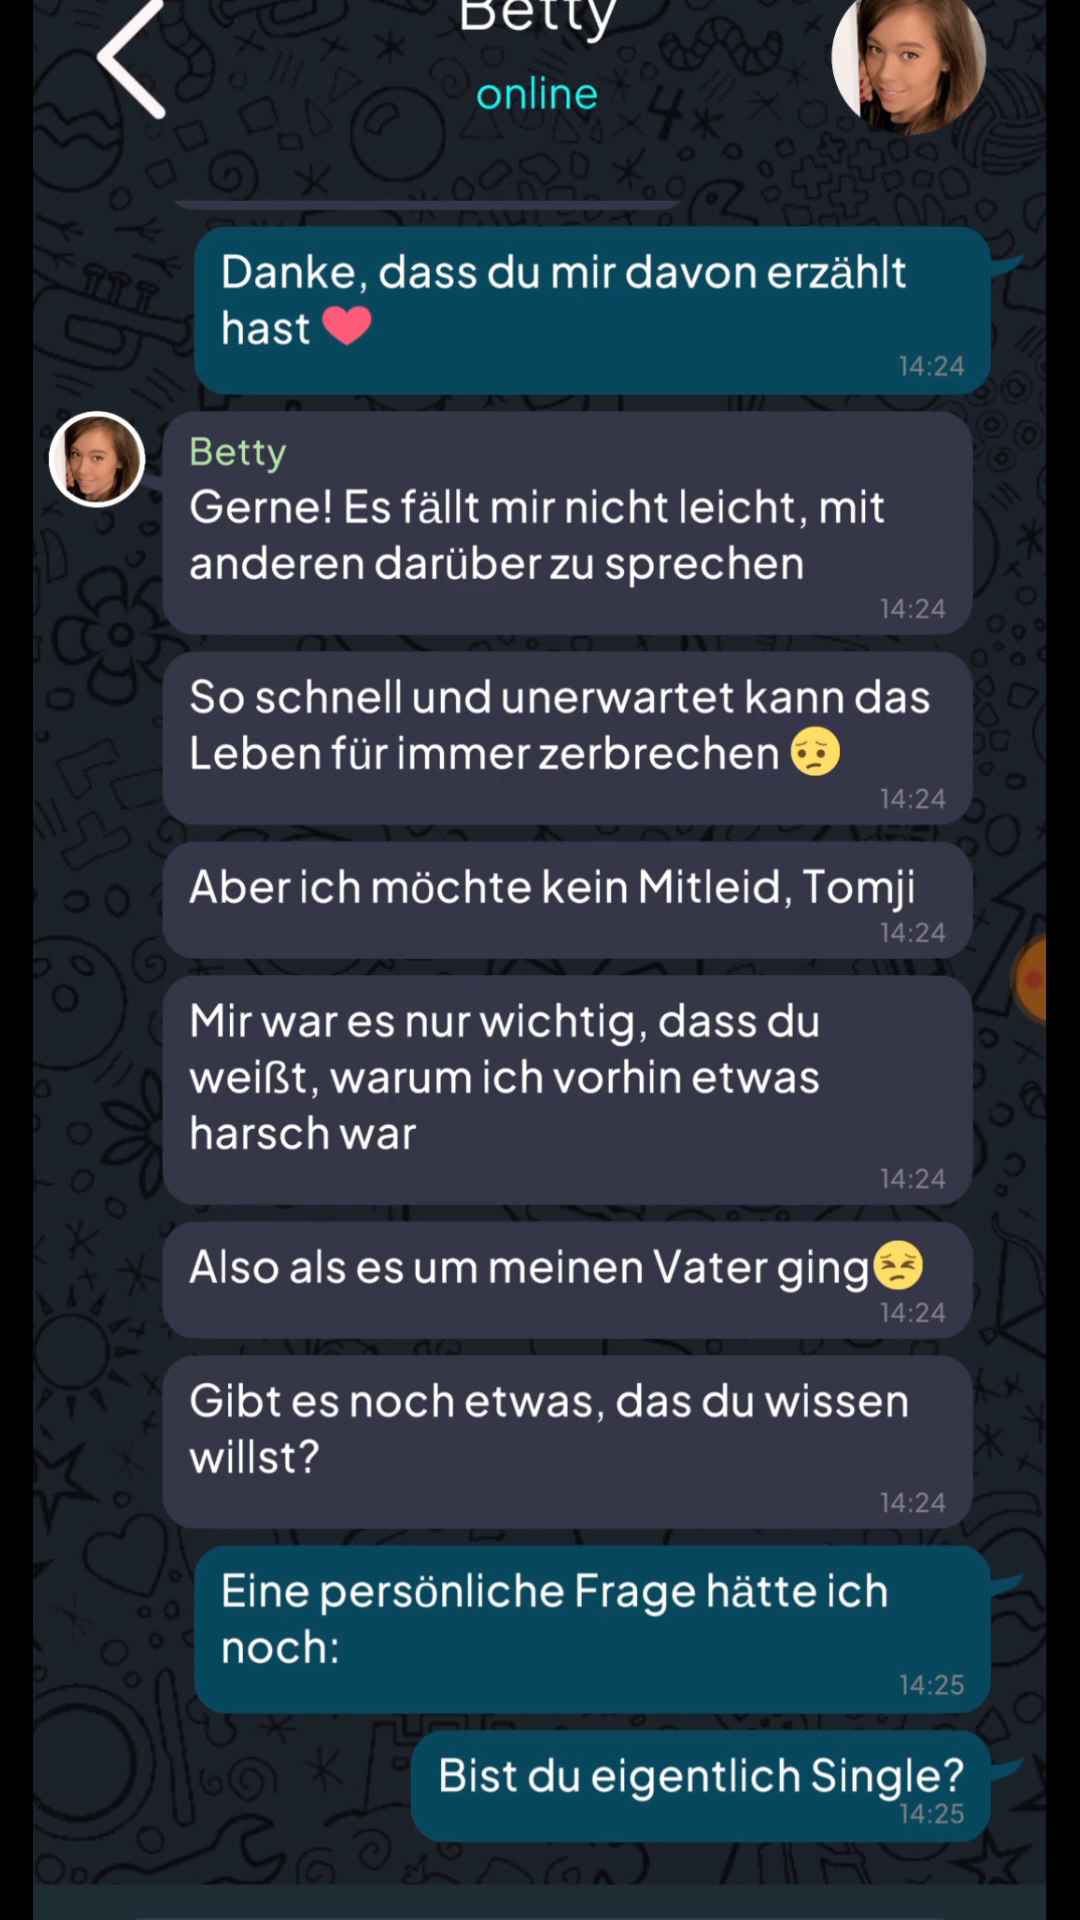 Betty
online
Danke, dass du mir davon erzählt
hast ❤
14:24
Betty
Gerne! Es fällt mir nicht leicht, mit
anderen darüber zu sprechen
14:24
So schnell und unerwartet kann das
Leben für immer zerbrechen 😟
14:24
Aber ich möchte kein Mitleid, Tomji
14:24
Mir war es nur wichtig, dass du
weißt, warum ich vorhin etwas
harsch war
14:24
Also als es um meinen Vater ging😣
14:24
Gibt es noch etwas, das du wissen
willst?
14:24
Eine persönliche Frage hätte ich
noch:
14:25
Bist du eigentlich Single?
14:25